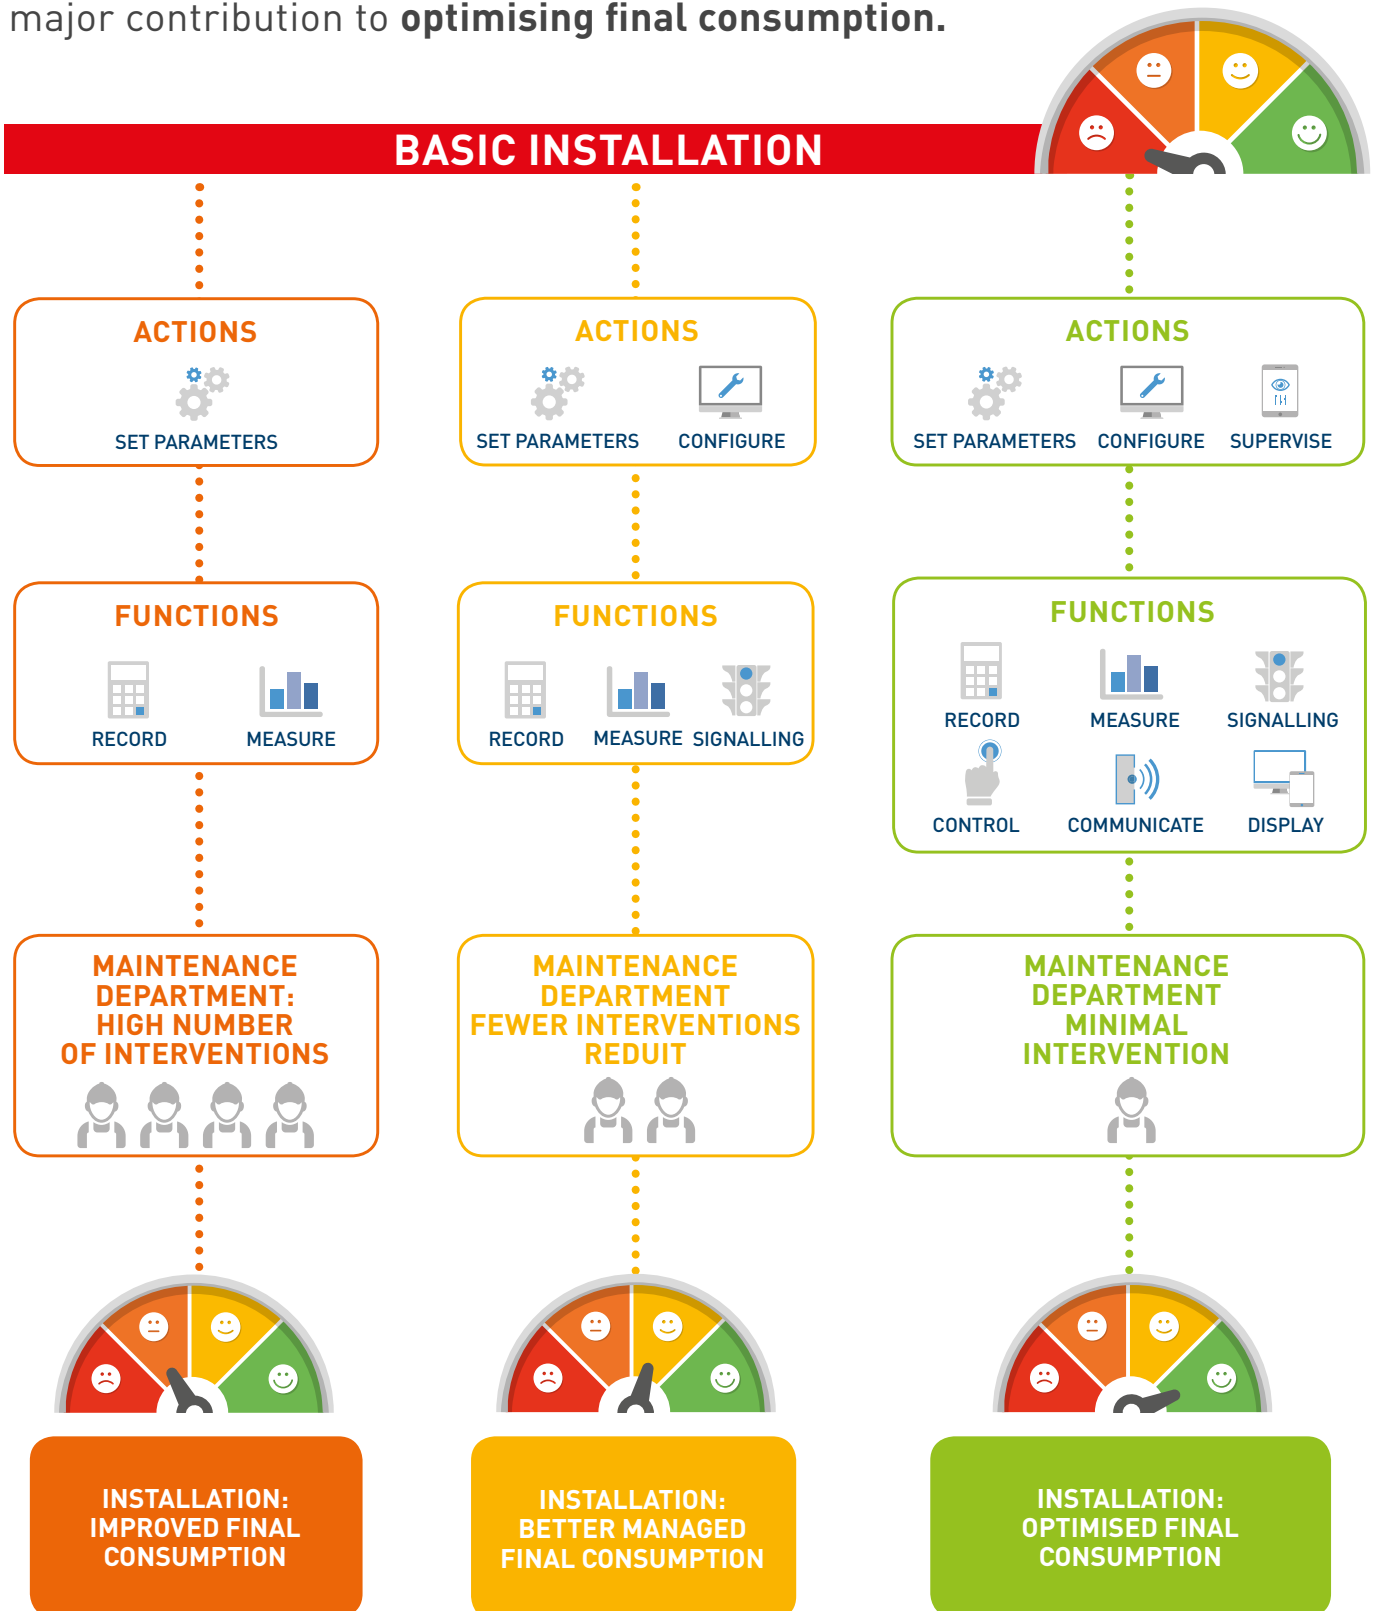 major contribution to optimising final consumption.
BASIC INSTALLATION
ACTIONS
SET PARAMETERS
FUNCTIONS
RECORD
MEASURE
MAINTENANCE
DEPARTMENT:
HIGH NUMBER
OF INTERVENTIONS
INSTALLATION:
IMPROVED FINAL
CONSUMPTION
ACTIONS
SET PARAMETERS
CONFIGURE
FUNCTIONS
RECORD
MEASURE
SIGNALLING
MAINTENANCE
DEPARTMENT
FEWER INTERVENTIONS
REDUIT
INSTALLATION:
BETTER MANAGED
FINAL CONSUMPTION
ACTIONS
SET PARAMETERS
CONFIGURE
SUPERVISE
FUNCTIONS
RECORD
MEASURE
SIGNALLING
CONTROL
COMMUNICATE
DISPLAY
MAINTENANCE
DEPARTMENT
MINIMAL
INTERVENTION
INSTALLATION:
OPTIMISED FINAL
CONSUMPTION